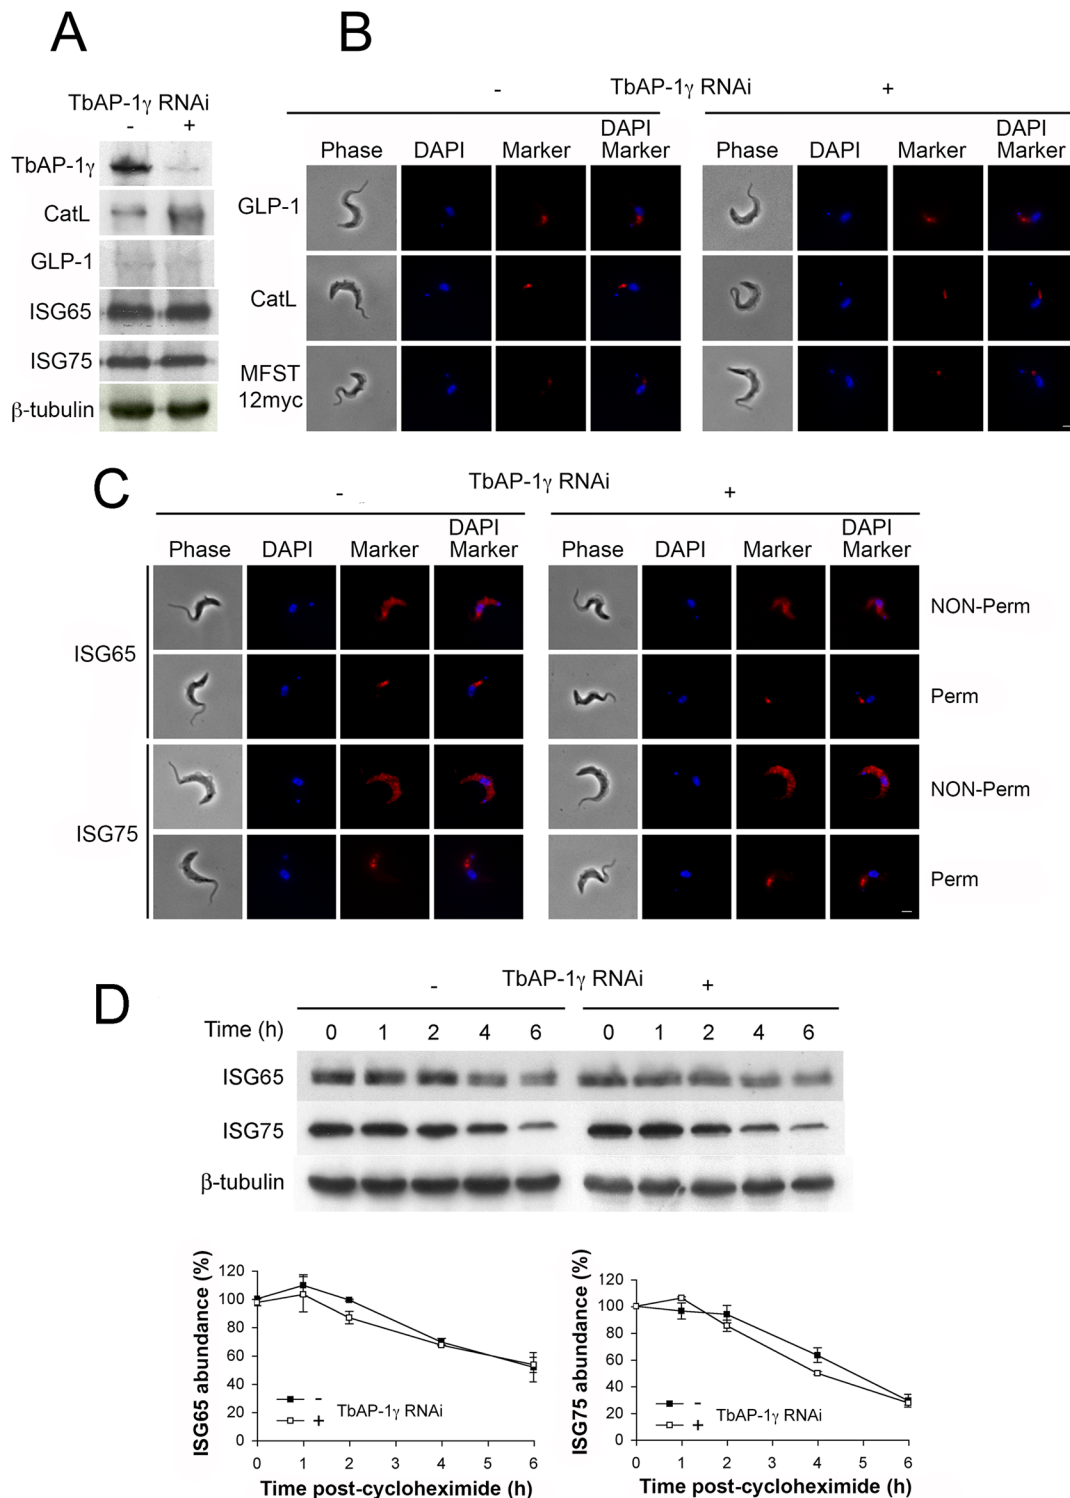 A
TbAP-1γ RNAi
- +
TbAP-1γ
CatL
GLP-1
ISG65
ISG75
β-tubulin
B
- TbAP-1γ RNAi +
Phase DAPI Marker DAPI Marker Phase DAPI Marker DAPI Marker
GLP-1
CatL
MFST
12myc
C
TbAP-1γ RNAi
- +
Phase DAPI Marker DAPI Marker Phase DAPI Marker DAPI Marker
ISG65
NON-Perm
Perm
ISG75
NON-Perm
Perm
D
TbAP-1γ RNAi
- +
Time (h) 0 1 2 4 6 0 1 2 4 6
ISG65
ISG75
β-tubulin
ISG65 abundance (%)
120
100
80
60
40
20
0
-
+ TbAP-1γ RNAi
0 1 2 3 4 5 6
Time post-cycloheximide (h)
ISG75 abundance (%)
120
100
80
60
40
20
0
-
+ TbAP-1γ RNAi
0 1 2 3 4 5 6
Time post-cycloheximide (h)